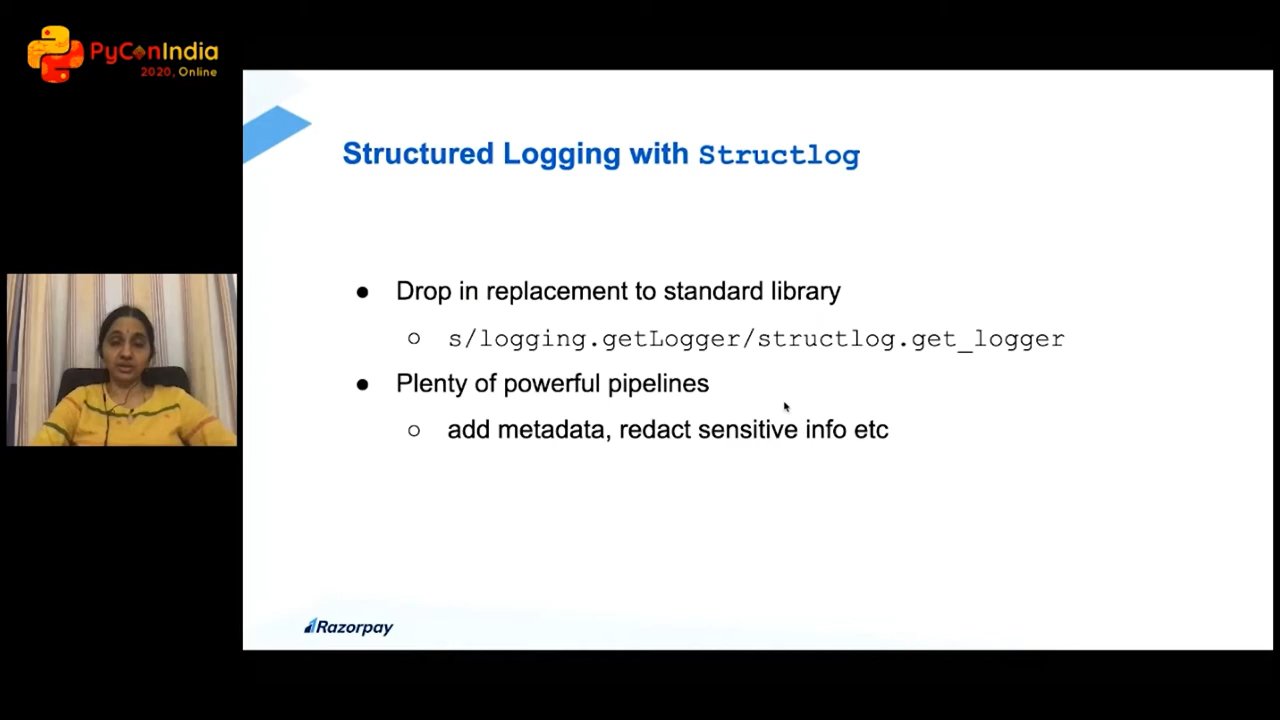 PyConIndia
2020, Online
Structured Logging with Structlog
● Drop in replacement to standard library
○ s/logging.getLogger/structlog.get_logger
● Plenty of powerful pipelines
○ add metadata, redact sensitive info etc
Razorpay